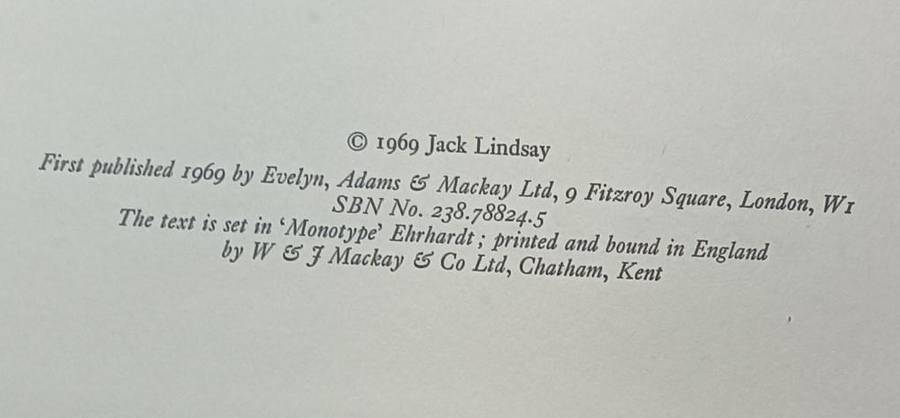 © 1969 Jack Lindsay
First published 1969 by Evelyn, Adams & Mackay Ltd, 9 Fitzroy Square, London, W1
SBN No. 238.78824.5
The text is set in ‘Monotype’ Ehrhardt; printed and bound in England
by W & J Mackay & Co Ltd, Chatham, Kent